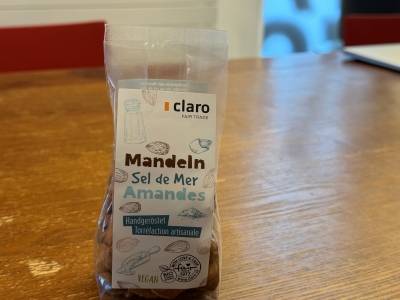 claro
FAIR TRADE
Mandeln
Sel de Mer
Amandes
Handgeröstet
Torréfaction artisanale
VEGAN